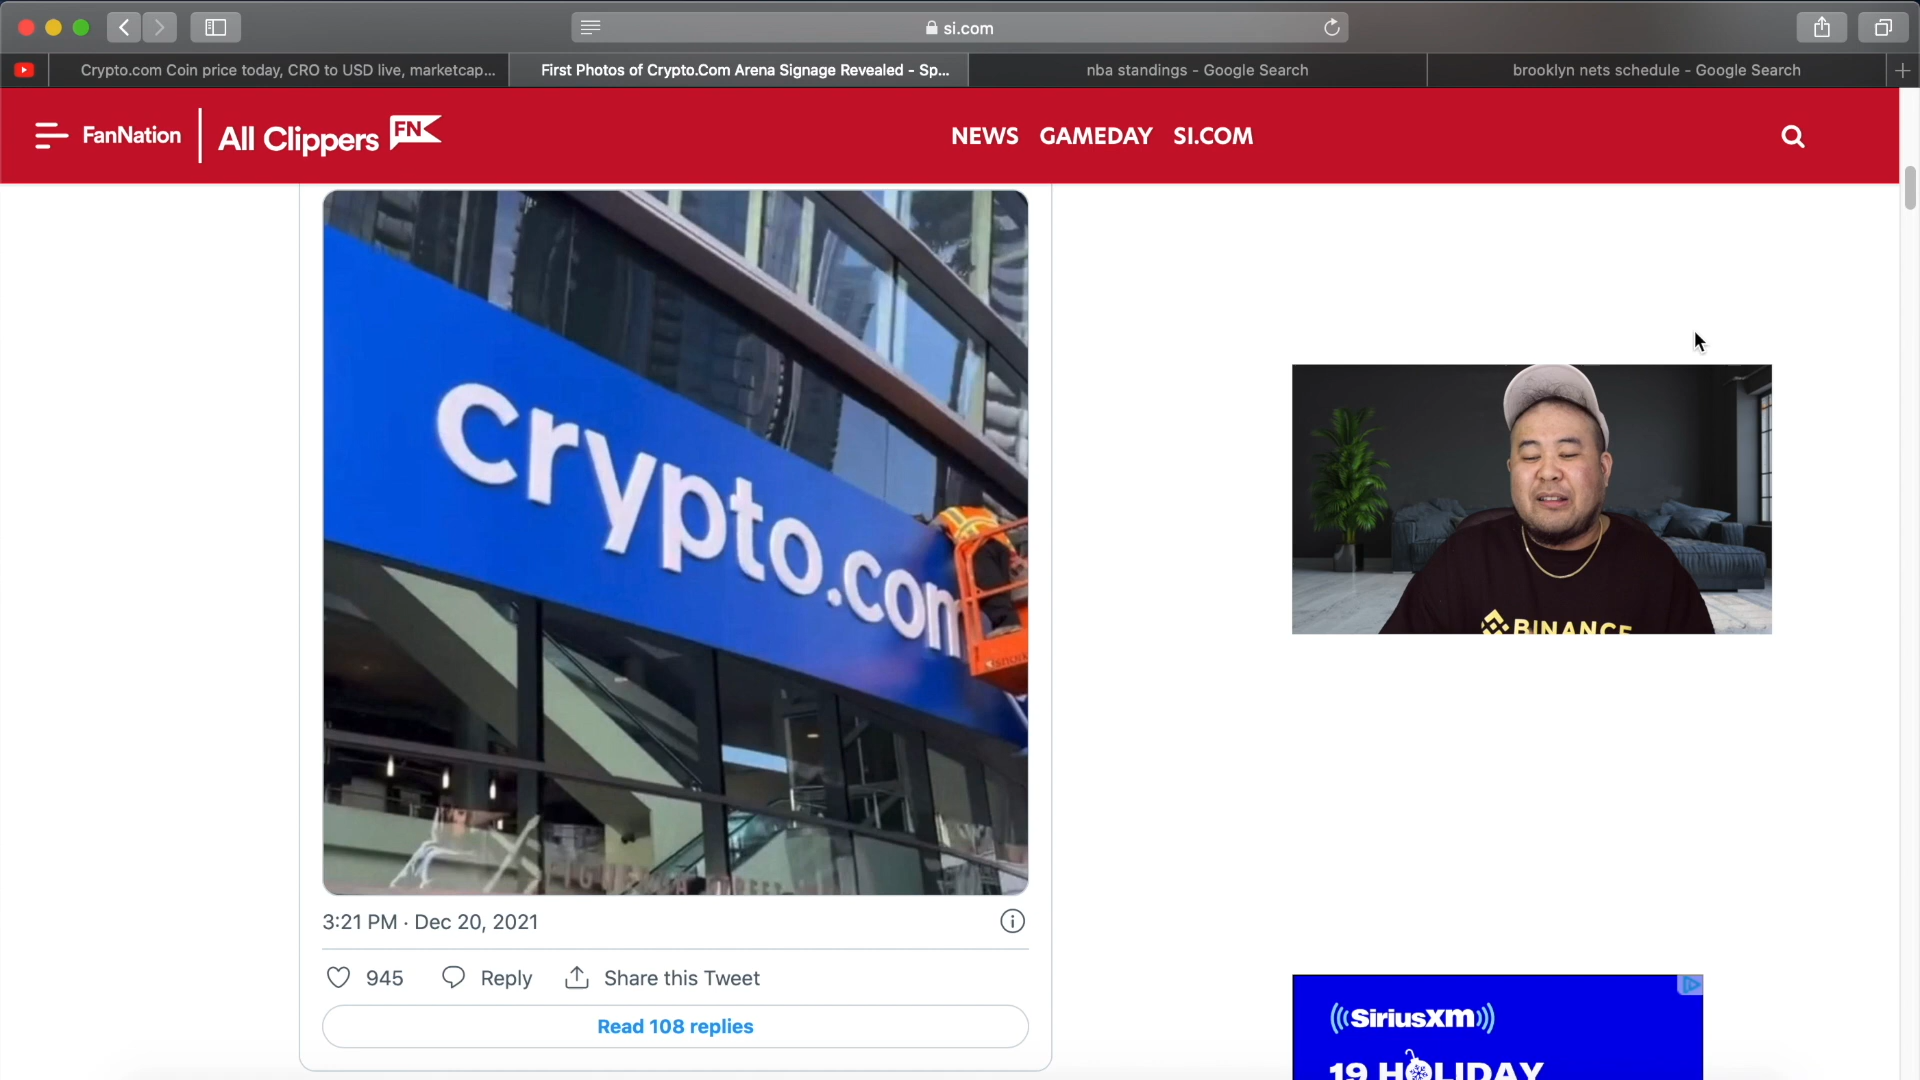 si.com
Crypto.com Coin price today, CRO to USD live, marketcap...
First Photos of Crypto.Com Arena Signage Revealed - Sp...
nba standings - Google Search
brooklyn nets schedule - Google Search
FanNation
All Clippers FN
NEWS GAMEDAY SI.COM
crypto.com
BINANCE
3:21 PM · Dec 20, 2021
945 Reply Share this Tweet
Read 108 replies
SiriusXM
19 HOLIDAY